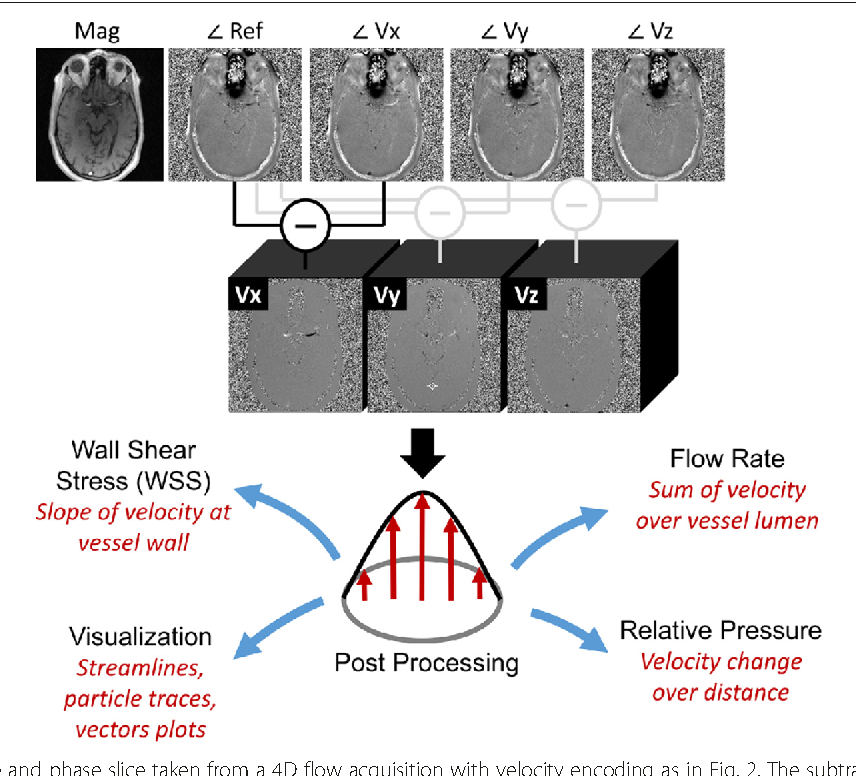 Mag
∠ Ref
∠ Vx
∠ Vy
∠ Vz
−
−
−
Vx
Vy
Vz
Wall Shear
Stress (WSS)
Slope of velocity at
vessel wall
Flow Rate
Sum of velocity
over vessel lumen
Visualization
Streamlines,
particle traces,
vectors plots
Post Processing
Relative Pressure
Velocity change
over distance
and phase slice taken from a 4D flow acquisition with velocity encoding as in Fig. 2. The subtra